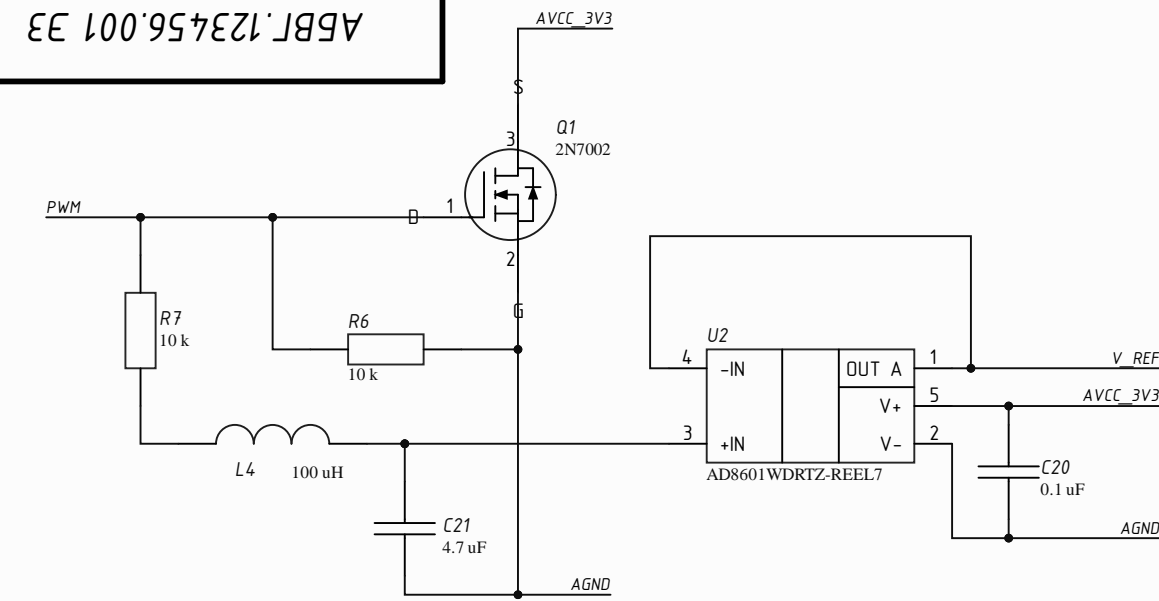 АБВГ.123456.001 ЭЗ
AVCC_3V3
S
3
Q1
2N7002
PWM
D
1
2
G
R7
10 k
R6
10 k
U2
4
-IN
OUT A
1
V_REF
V+
5
AVCC_3V3
3
+IN
V-
2
AD8601WDRTZ-REEL7
L4
100 uH
C20
0.1 uF
C21
4.7 uF
AGND
AGND